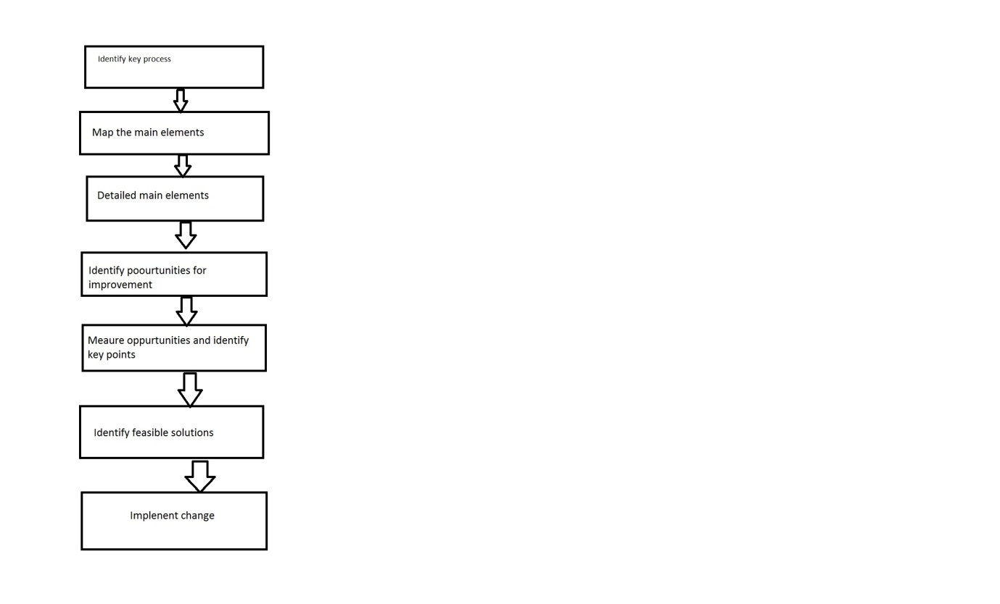 Identify key process
Map the main elements
Detailed main elements
Identify poourtunities for
improvement
Meaure oppurtunities and identify
key points
Identify feasible solutions
Implenent change